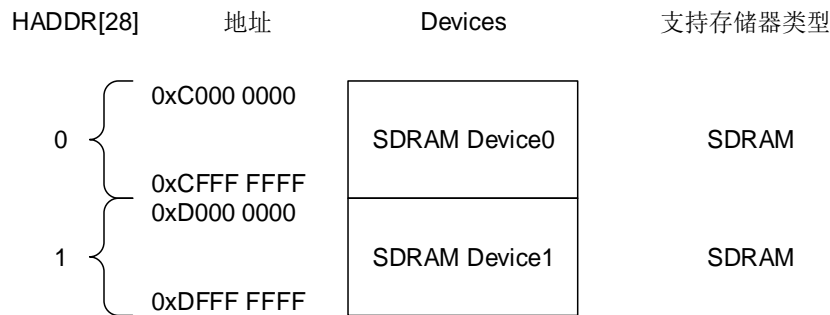 HADDR[28] 地址 Devices 支持存储器类型
0xC000 0000
0 SDRAM Device0 SDRAM
0xCFFF FFFF
0xD000 0000
1 SDRAM Device1 SDRAM
0xDFFF FFFF